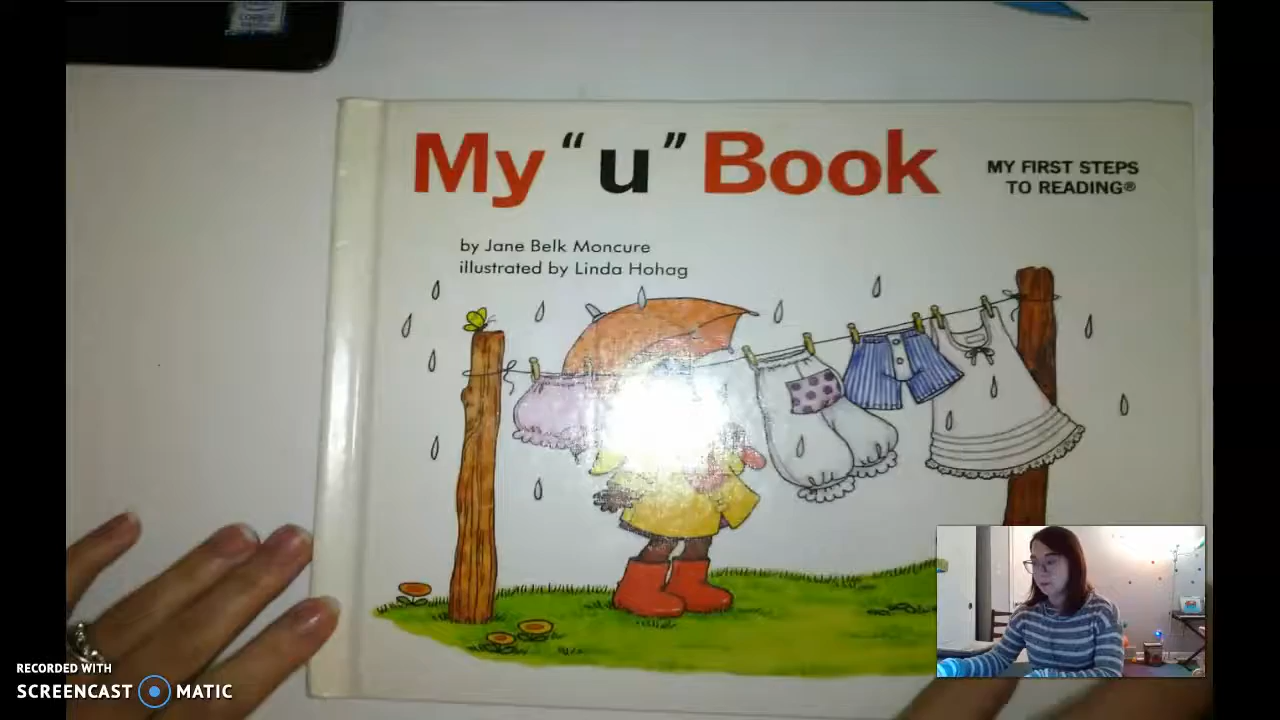 My "u" Book
MY FIRST STEPS
TO READING®
by Jane Belk Moncure
illustrated by Linda Hohag
RECORDED WITH
SCREENCAST MATIC